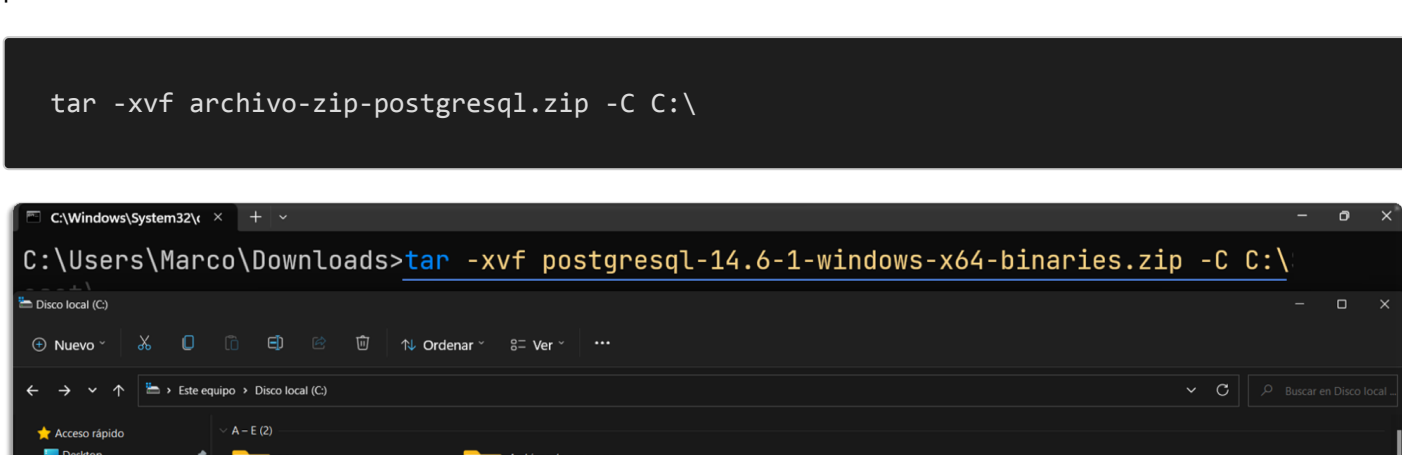 tar -xvf archivo-zip-postgresql.zip -C C:\
C:\Windows\System32\c
C:\Users\Marco\Downloads>tar -xvf postgresql-14.6-1-windows-x64-binaries.zip -C C:\
Disco local (C:)
Nuevo
Ordenar
Ver
Este equipo > Disco local (C:)
Buscar en Disco local ...
Acceso rápido
A – E (2)
Desktop